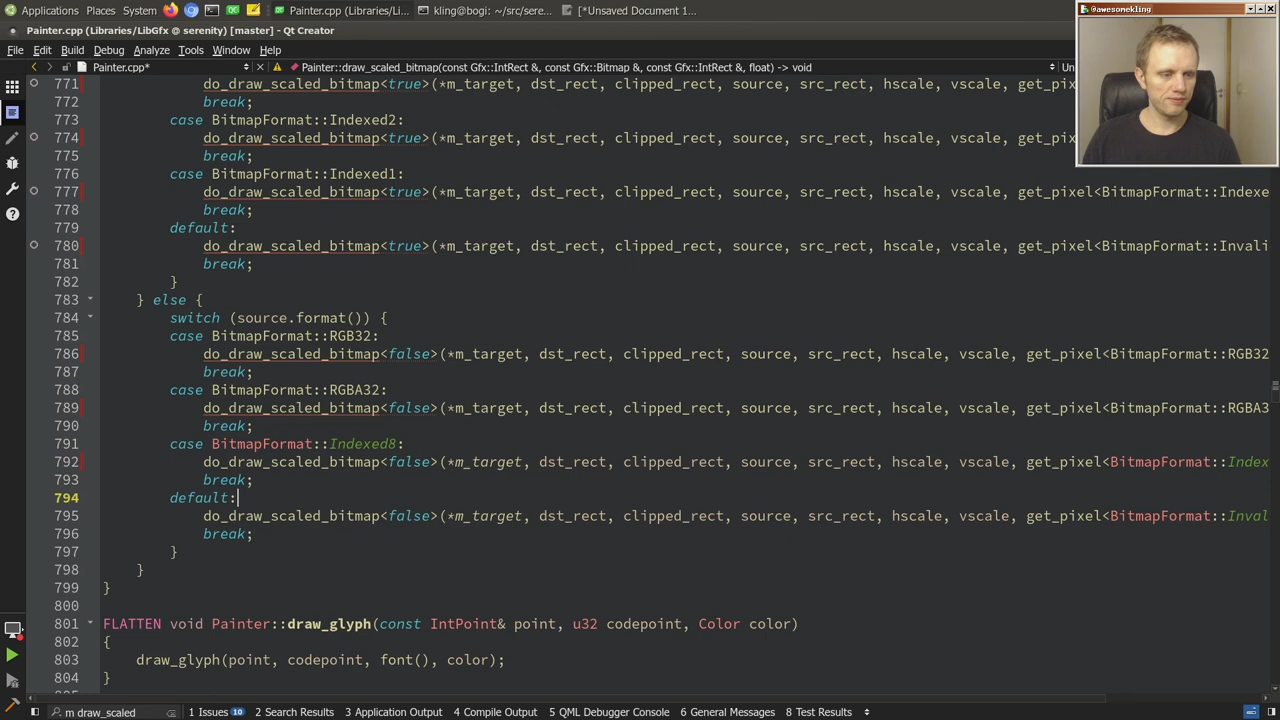 Applications Places System Painter.cpp (Libraries/Li... kling@bogi: ~/src/sere... [*Unsaved Document 1...
@awesomekling
Painter.cpp (Libraries/LibGfx @ serenity) [master] - Qt Creator
File Edit Build Debug Analyze Tools Window Help
Painter.cpp* Painter::draw_scaled_bitmap(const Gfx::IntRect &, const Gfx::Bitmap &, const Gfx::IntRect &, float) -> void
771 do_draw_scaled_bitmap<true>(*m_target, dst_rect, clipped_rect, source, src_rect, hscale, vscale, get_p
772 break;
773 case BitmapFormat::Indexed2:
774 do_draw_scaled_bitmap<true>(*m_target, dst_rect, clipped_rect, source, src_rect, hscale, vscale, get_p
775 break;
776 case BitmapFormat::Indexed1:
777 do_draw_scaled_bitmap<true>(*m_target, dst_rect, clipped_rect, source, src_rect, hscale, vscale, get_pixel<BitmapFormat::Indexe
778 break;
779 default:
780 do_draw_scaled_bitmap<true>(*m_target, dst_rect, clipped_rect, source, src_rect, hscale, vscale, get_pixel<BitmapFormat::Invali
781 break;
782 }
783 } else {
784 switch (source.format()) {
785 case BitmapFormat::RGB32:
786 do_draw_scaled_bitmap<false>(*m_target, dst_rect, clipped_rect, source, src_rect, hscale, vscale, get_pixel<BitmapFormat::RGB32
787 break;
788 case BitmapFormat::RGBA32:
789 do_draw_scaled_bitmap<false>(*m_target, dst_rect, clipped_rect, source, src_rect, hscale, vscale, get_pixel<BitmapFormat::RGBA3
790 break;
791 case BitmapFormat::Indexed8:
792 do_draw_scaled_bitmap<false>(*m_target, dst_rect, clipped_rect, source, src_rect, hscale, vscale, get_pixel<BitmapFormat::Index
793 break;
794 default:
795 do_draw_scaled_bitmap<false>(*m_target, dst_rect, clipped_rect, source, src_rect, hscale, vscale, get_pixel<BitmapFormat::Inval
796 break;
797 }
798 }
799 }
800
801 FLATTEN void Painter::draw_glyph(const IntPoint& point, u32 codepoint, Color color)
802 {
803 draw_glyph(point, codepoint, font(), color);
804 }
m draw_scaled 1 Issues 10 2 Search Results 3 Application Output 4 Compile Output 5 QML Debugger Console 6 General Messages 8 Test Results